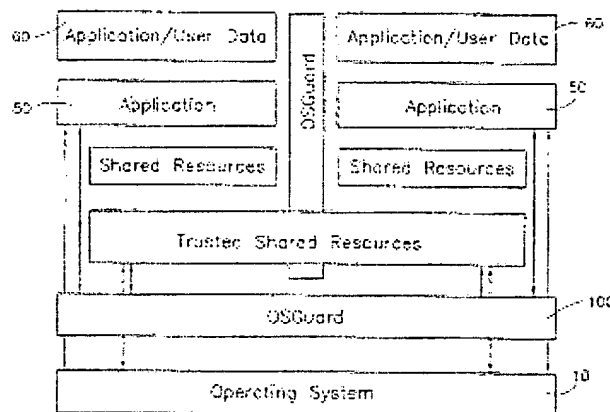 60
Application/User Data
Application/User Data
60
50
Application
OSGuard
Application
50
Shared Resources
Shared Resources
Trusted Shared Resources
OSGuard
100
Operating System
10